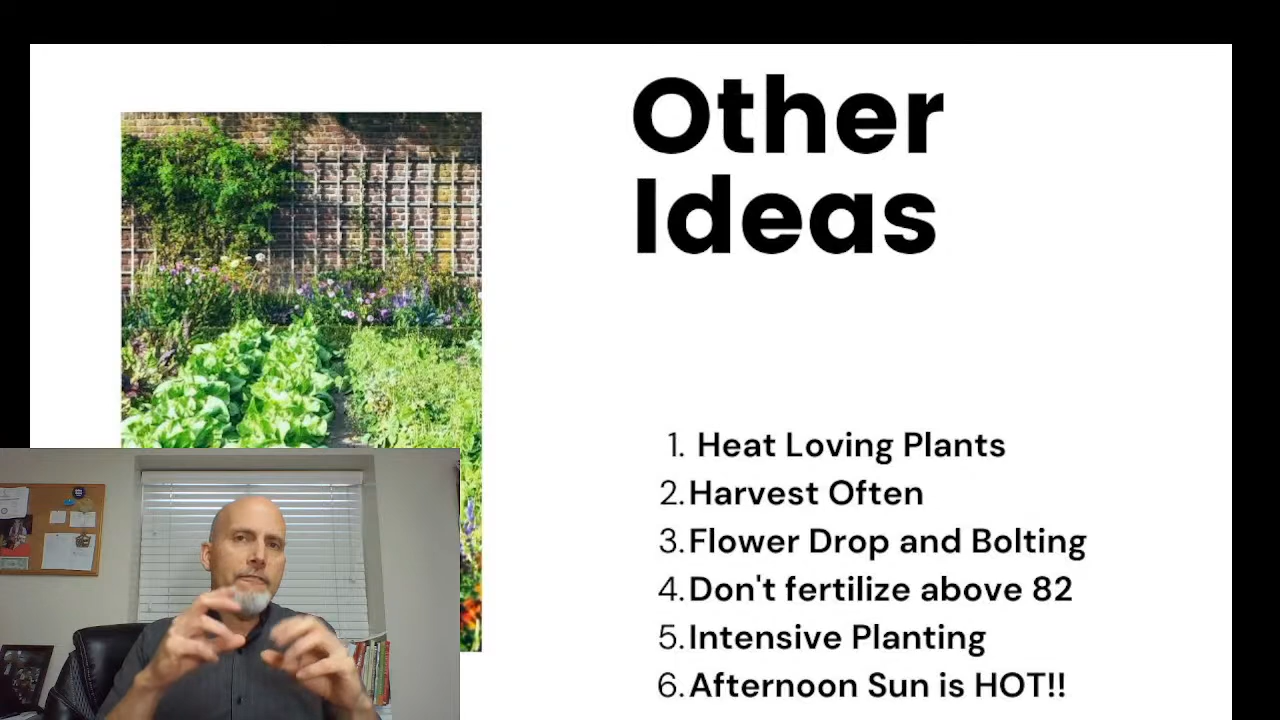 Other
Ideas
1. Heat Loving Plants
2. Harvest Often
3. Flower Drop and Bolting
4. Don't fertilize above 82
5. Intensive Planting
6. Afternoon Sun is HOT!!